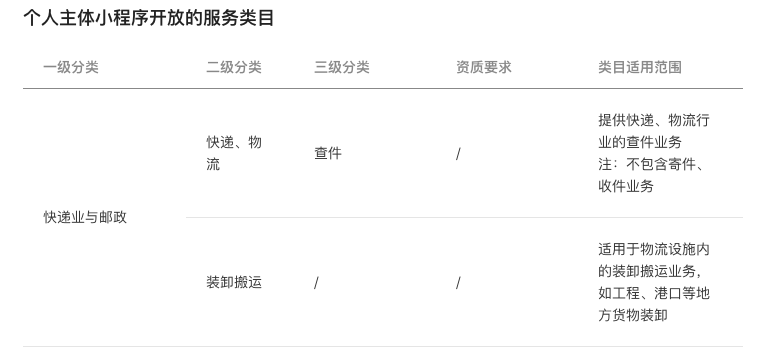 个人主体小程序开放的服务类目
一级分类 二级分类 三级分类 资质要求 类目适用范围
快递业与邮政
快递、物
流
查件
/
提供快递、物流行
业的查件业务
注：不包含寄件、
收件业务
装卸搬运
/
/
适用于物流设施内
的装卸搬运业务,
如工程、港口等地
方货物装卸